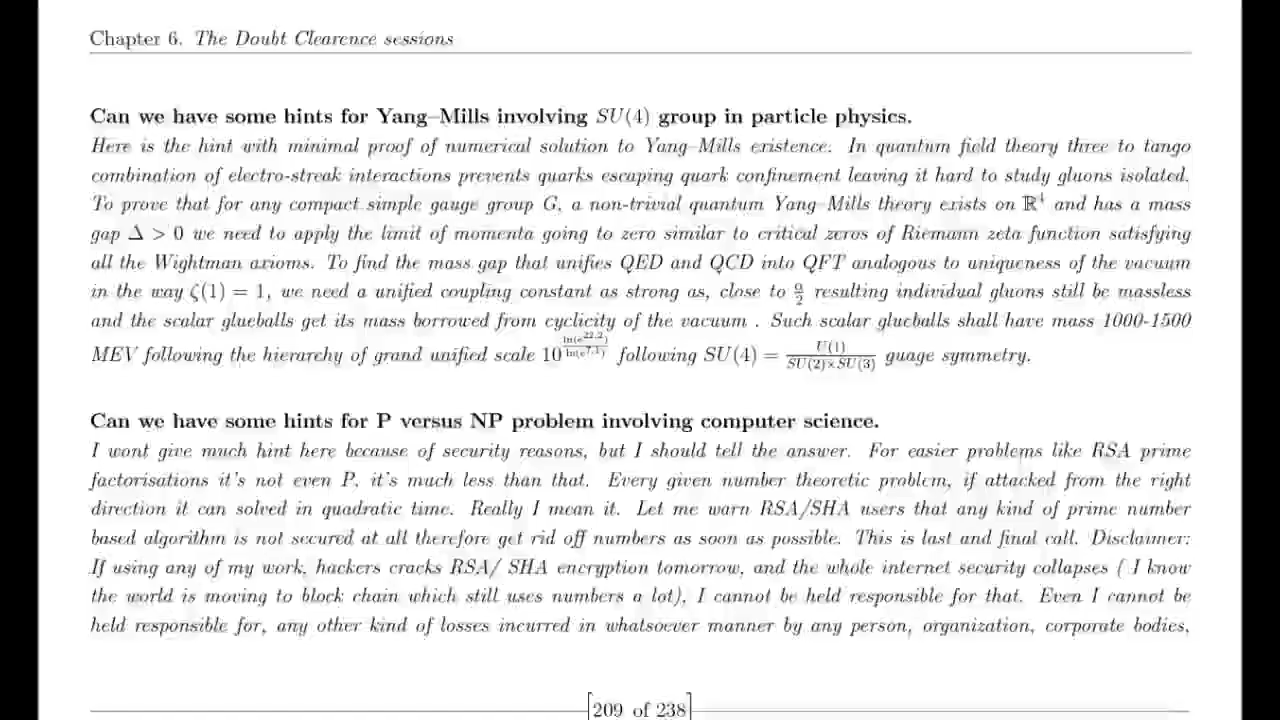 Chapter 6. The Doubt Clearence sessions
Can we have some hints for Yang–Mills involving SU(4) group in particle physics.
Here is the hint with minimal proof of numerical solution to Yang–Mills existence: In quantum field theory three to tango
combination of electro-streak interactions prevents quarks escaping quark confinement leaving it hard to study gluons isolated.
To prove that for any compact simple gauge group G, a non-trivial quantum Yang–Mills theory exists on ℝ⁴ and has a mass
gap Δ > 0 we need to apply the limit of momenta going to zero similar to critical zeros of Riemann zeta function satisfying
all the Wightman axioms. To find the mass gap that unifies QED and QCD into QFT analogous to uniqueness of the vacuum
in the way ζ(1) = 1, we need a unified coupling constant as strong as, close to α/2 resulting individual gluons still be massless
and the scalar glueballs get its mass borrowed from cyclicity of the vacuum . Such scalar glueballs shall have mass 1000-1500
MEV following the hierarchy of grand unified scale 10^(ln(e^22.2)/ln(e^7.1)) following SU(4) = U(1)/(SU(2)×SU(3)) guage symmetry.
Can we have some hints for P versus NP problem involving computer science.
I wont give much hint here because of security reasons, but I should tell the answer. For easier problems like RSA prime
factorisations it's not even P, it's much less than that. Every given number theoretic problem, if attacked from the right
direction it can solved in quadratic time. Really I mean it. Let me warn RSA/SHA users that any kind of prime number
based algorithm is not secured at all therefore get rid off numbers as soon as possible. This is last and final call. Disclaimer:
If using any of my work, hackers cracks RSA/ SHA encryption tomorrow, and the whole internet security collapses ( I know
the world is moving to block chain which still uses numbers a lot), I cannot be held responsible for that. Even I cannot be
held responsible for, any other kind of losses incurred in whatsoever manner by any person, organization, corporate bodies,
[209 of 238]